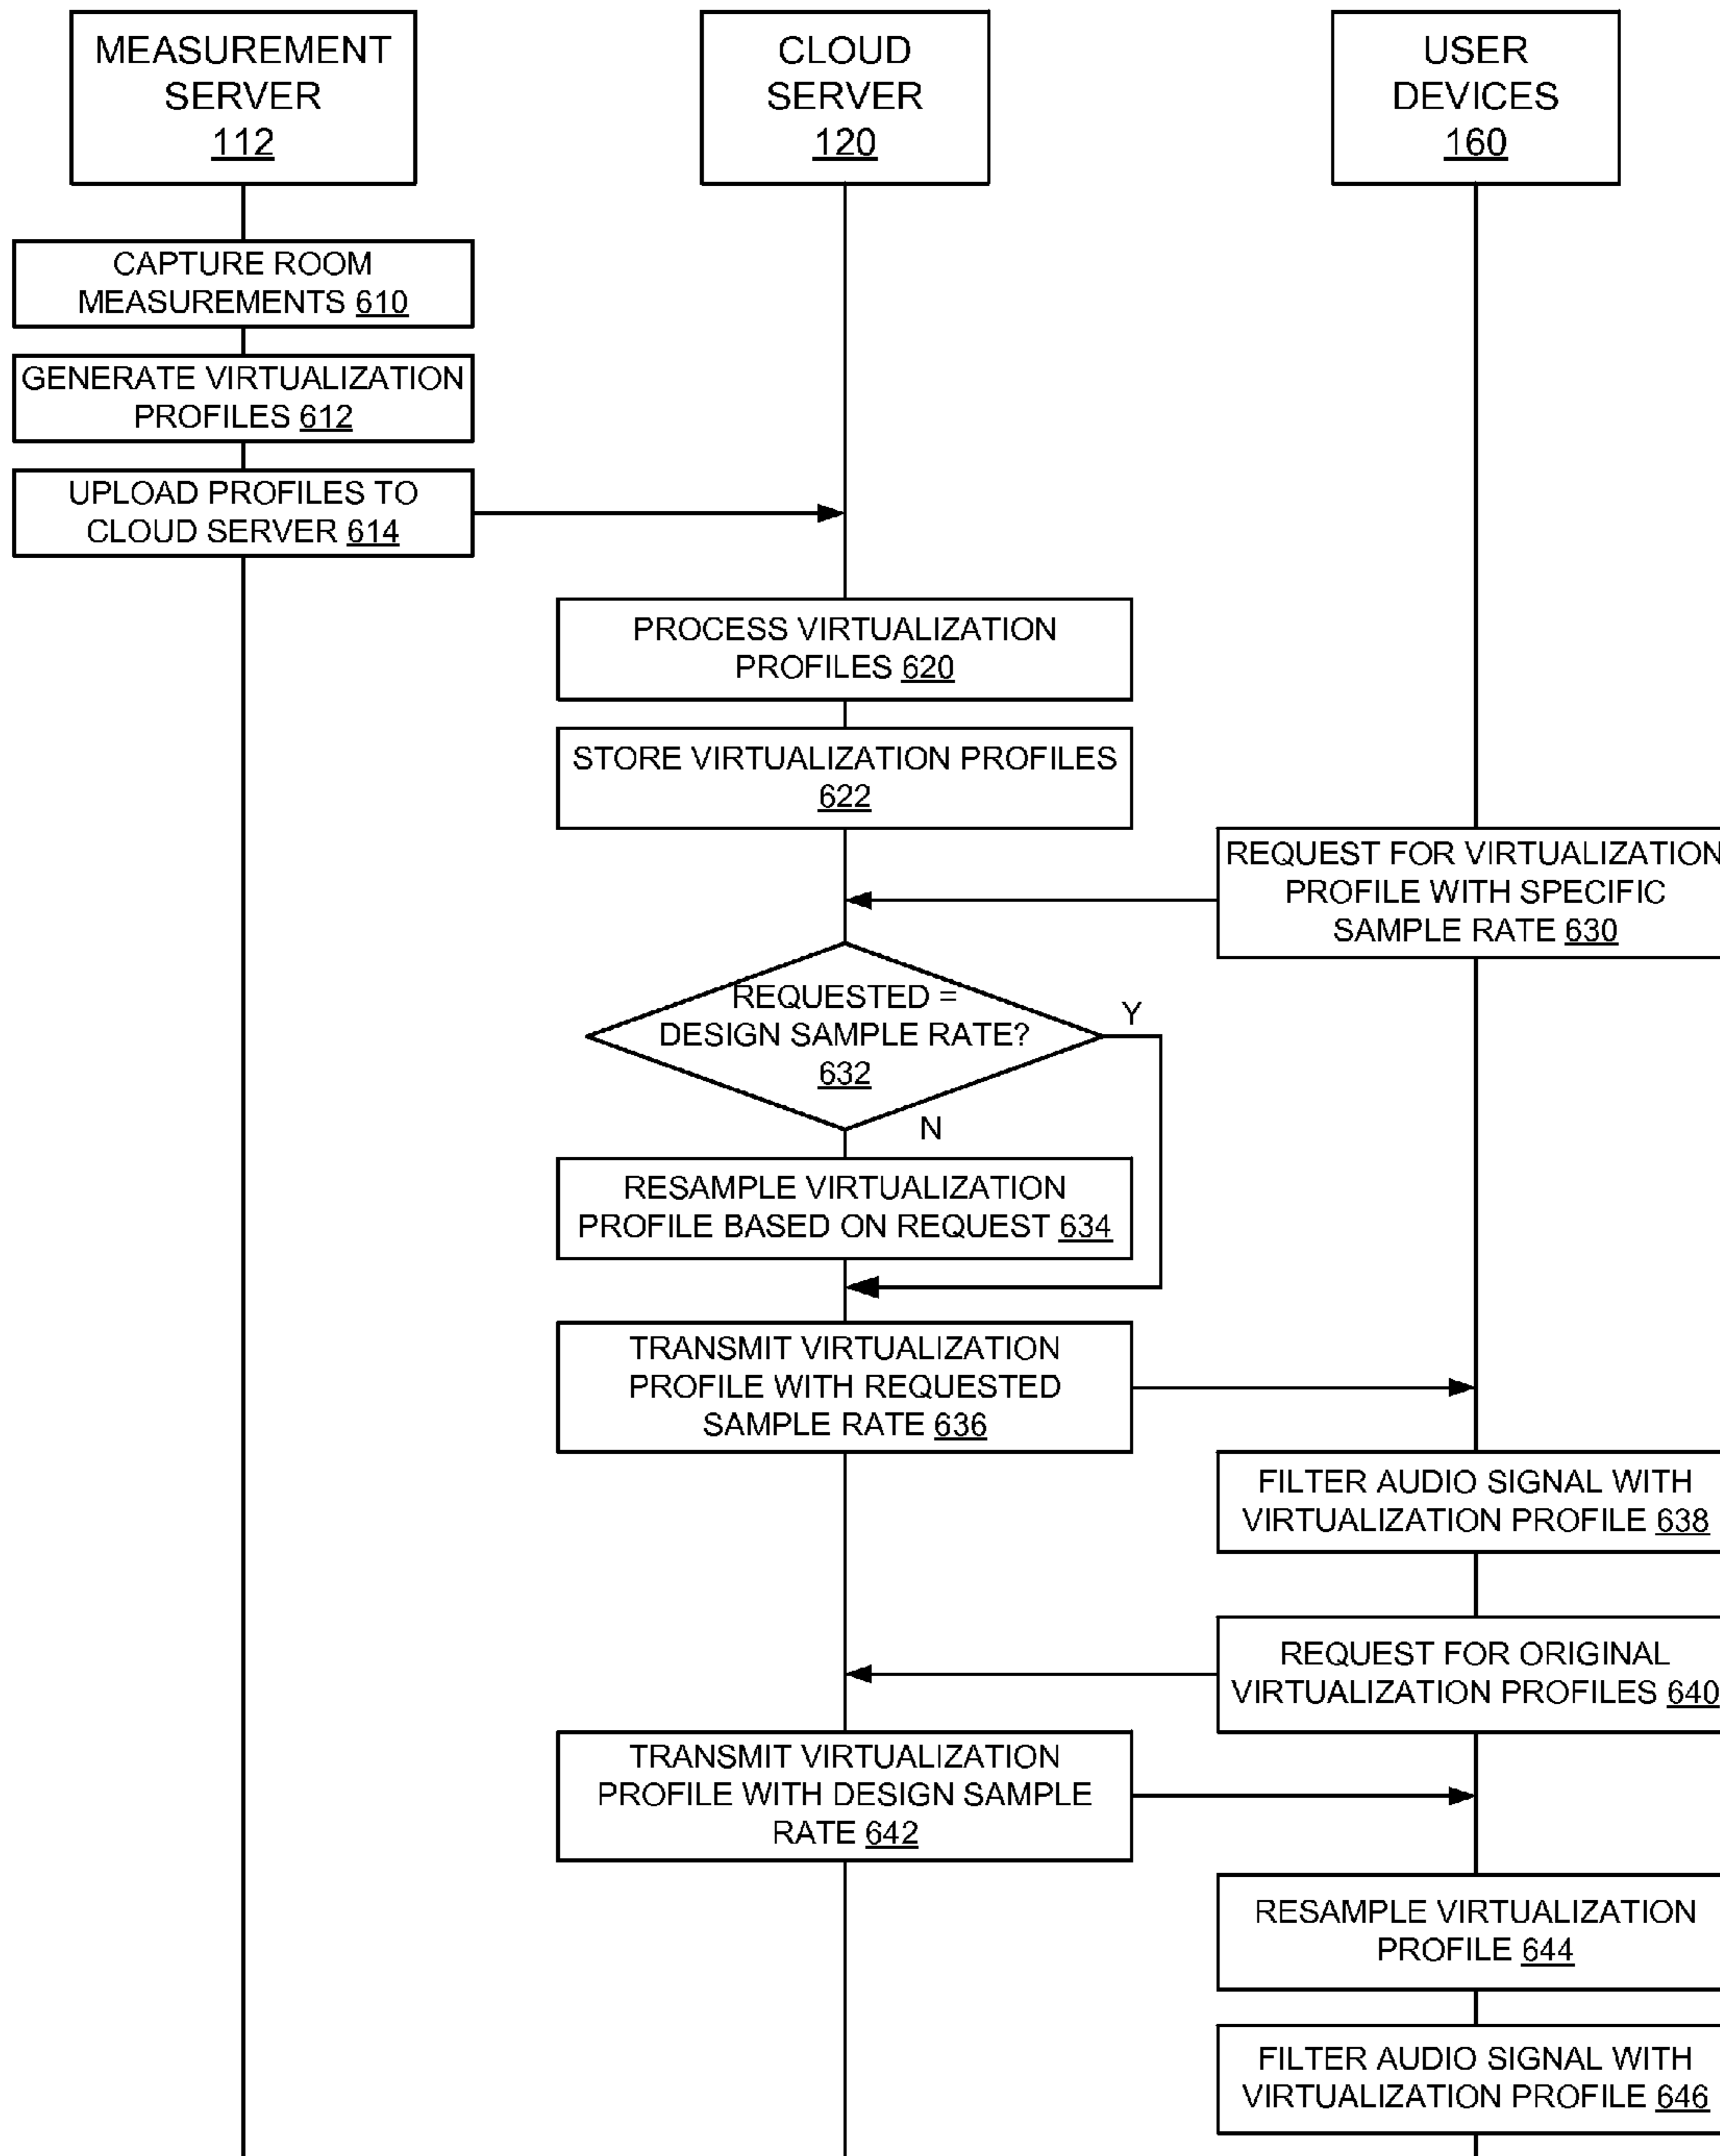 MEASUREMENT
SERVER
112
CLOUD
SERVER
120
USER
DEVICES
160
CAPTURE ROOM
MEASUREMENTS 610
GENERATE VIRTUALIZATION
PROFILES 612
UPLOAD PROFILES TO
CLOUD SERVER 614
PROCESS VIRTUALIZATION
PROFILES 620
STORE VIRTUALIZATION PROFILES
622
REQUEST FOR VIRTUALIZATION
PROFILE WITH SPECIFIC
SAMPLE RATE 630
REQUESTED =
DESIGN SAMPLE RATE?
632
Y
N
RESAMPLE VIRTUALIZATION
PROFILE BASED ON REQUEST 634
TRANSMIT VIRTUALIZATION
PROFILE WITH REQUESTED
SAMPLE RATE 636
FILTER AUDIO SIGNAL WITH
VIRTUALIZATION PROFILE 638
REQUEST FOR ORIGINAL
VIRTUALIZATION PROFILES 640
TRANSMIT VIRTUALIZATION
PROFILE WITH DESIGN SAMPLE
RATE 642
RESAMPLE VIRTUALIZATION
PROFILE 644
FILTER AUDIO SIGNAL WITH
VIRTUALIZATION PROFILE 646